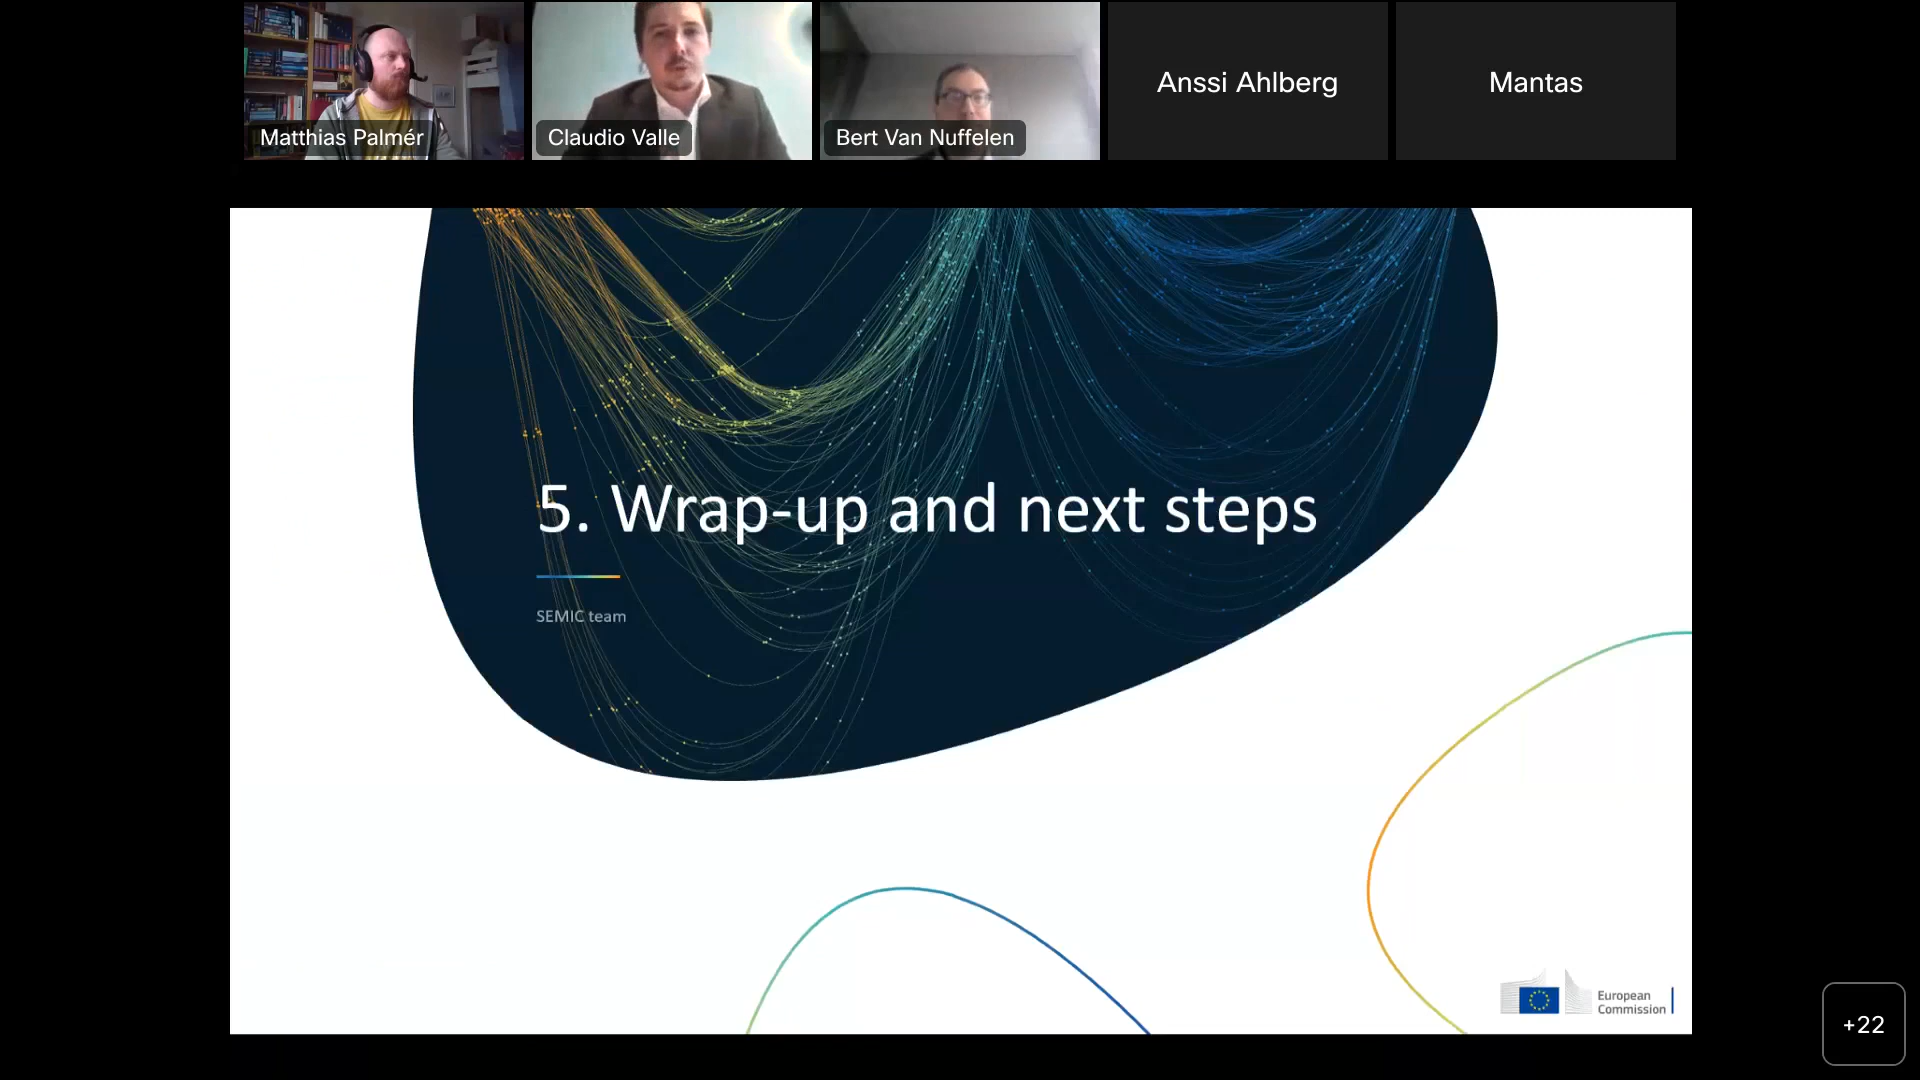 Matthias Palmér
Claudio Valle
Bert Van Nuffelen
Anssi Ahlberg
Mantas
5. Wrap-up and next steps
SEMIC team
European
Commission
+22